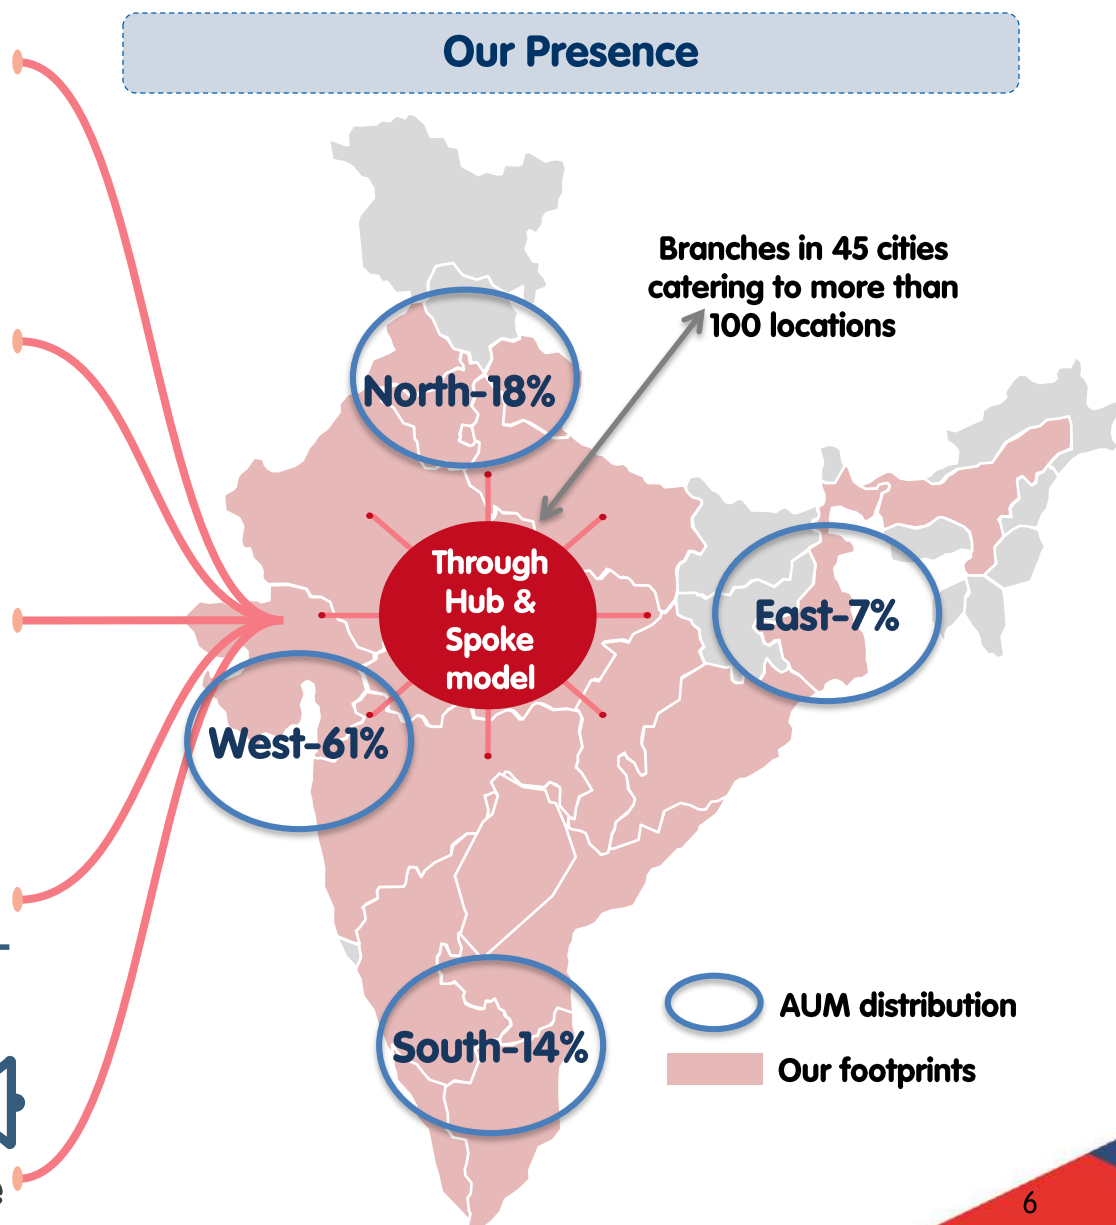 Our Presence
Branches in 45 cities
catering to more than
100 locations
North-18%
Through
Hub &
Spoke
model
East-7%
West-61%
South-14%
AUM distribution
Our footprints
6